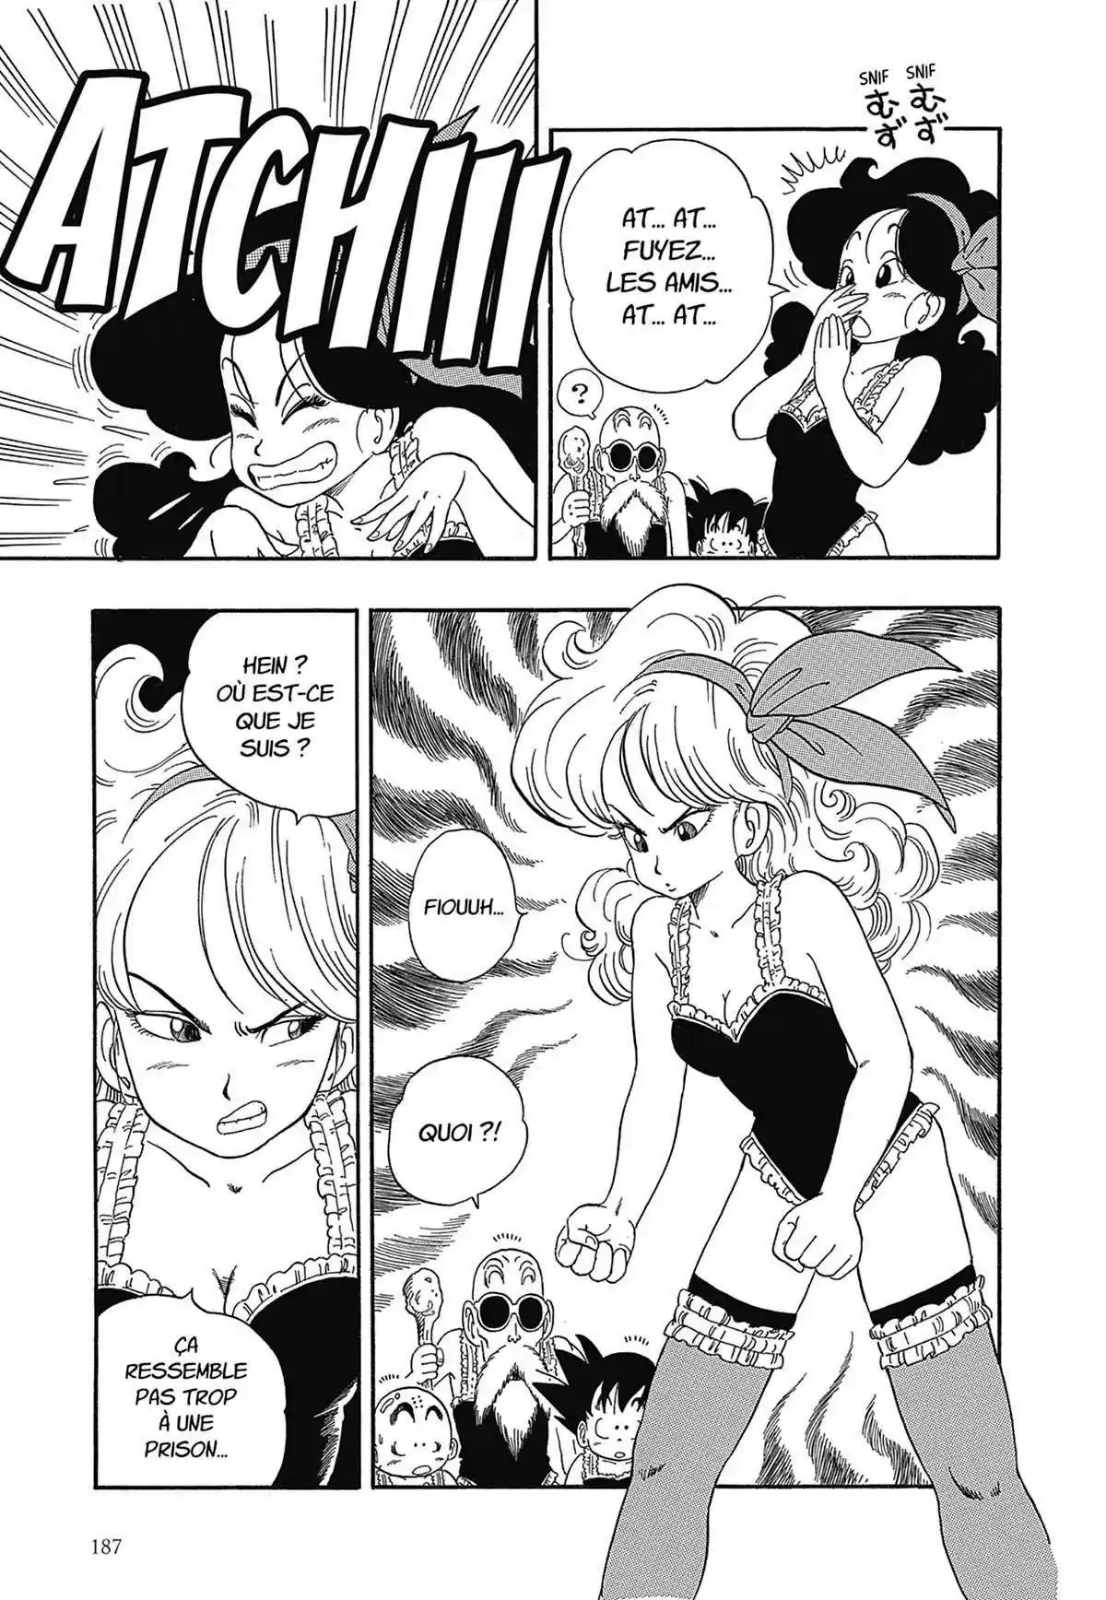 SNIF
むず
SNIF
むず
AT... AT...
FUYEZ...
LES AMIS...
AT... AT...
?
ATCHIII
FIOUUH...
QUOI ?!
HEIN ?
OÙ EST-CE
QUE JE
SUIS ?
ÇA
RESSEMBLE
PAS TROP
À UNE
PRISON...
187